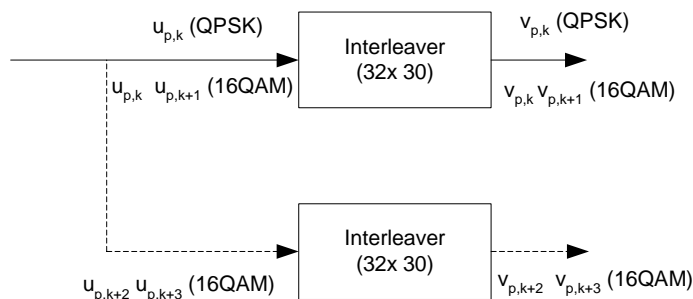 u_p,k (QPSK)
Interleaver
(32x 30)
v_p,k (QPSK)
u_p,k u_p,k+1 (16QAM)
v_p,k v_p,k+1 (16QAM)
Interleaver
(32x 30)
u_p,k+2 u_p,k+3 (16QAM)
v_p,k+2 v_p,k+3 (16QAM)